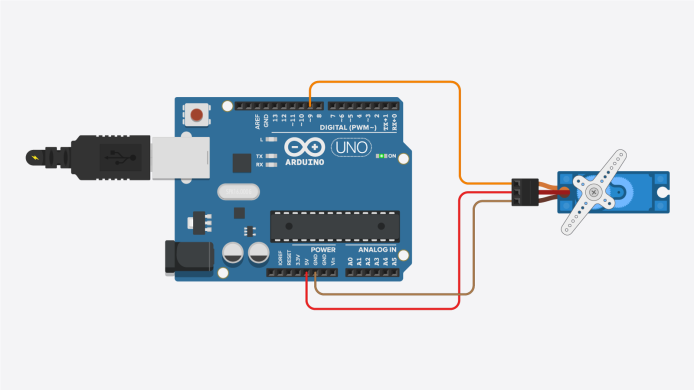 AREF
GND
13
12
~11
~10
~9
8
7
~6
~5
4
~3
2
TX→1
RX←0
DIGITAL (PWM ~)
L
TX
RX
ARDUINO
UNO
ON
POWER
ANALOG IN
IOREF
RESET
3.3V
5V
GND
GND
Vin
A0
A1
A2
A3
A4
A5